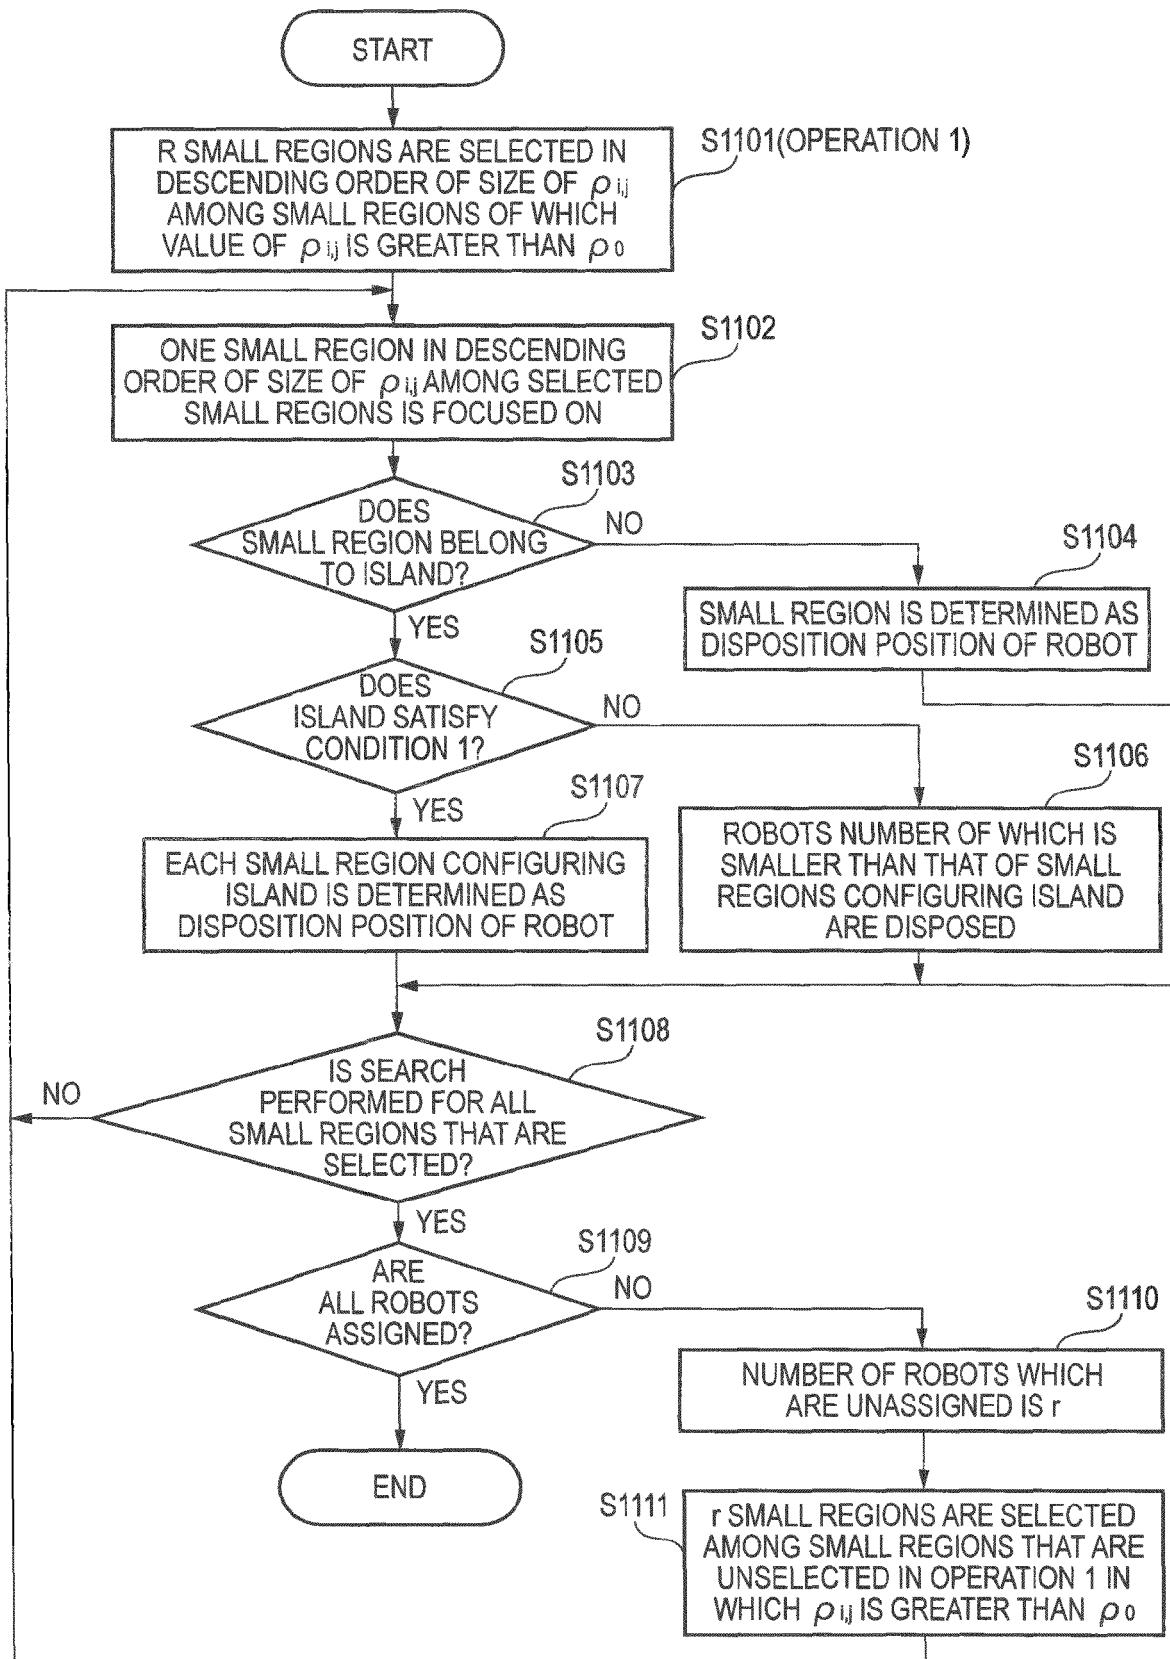 START
R SMALL REGIONS ARE SELECTED IN
DESCENDING ORDER OF SIZE OF ρ i,j
AMONG SMALL REGIONS OF WHICH
VALUE OF ρ i,j IS GREATER THAN ρ 0
S1101(OPERATION 1)
ONE SMALL REGION IN DESCENDING
ORDER OF SIZE OF ρ i,j AMONG SELECTED
SMALL REGIONS IS FOCUSED ON
S1102
DOES
SMALL REGION BELONG
TO ISLAND?
S1103
NO
YES
S1104
SMALL REGION IS DETERMINED AS
DISPOSITION POSITION OF ROBOT
DOES
ISLAND SATISFY
CONDITION 1?
S1105
NO
YES
S1106
ROBOTS NUMBER OF WHICH IS
SMALLER THAN THAT OF SMALL
REGIONS CONFIGURING ISLAND
ARE DISPOSED
S1107
EACH SMALL REGION CONFIGURING
ISLAND IS DETERMINED AS
DISPOSITION POSITION OF ROBOT
S1108
IS SEARCH
PERFORMED FOR ALL
SMALL REGIONS THAT ARE
SELECTED?
NO
YES
S1109
ARE
ALL ROBOTS
ASSIGNED?
NO
YES
S1110
NUMBER OF ROBOTS WHICH
ARE UNASSIGNED IS r
END
S1111
r SMALL REGIONS ARE SELECTED
AMONG SMALL REGIONS THAT ARE
UNSELECTED IN OPERATION 1 IN
WHICH ρ i,j IS GREATER THAN ρ 0